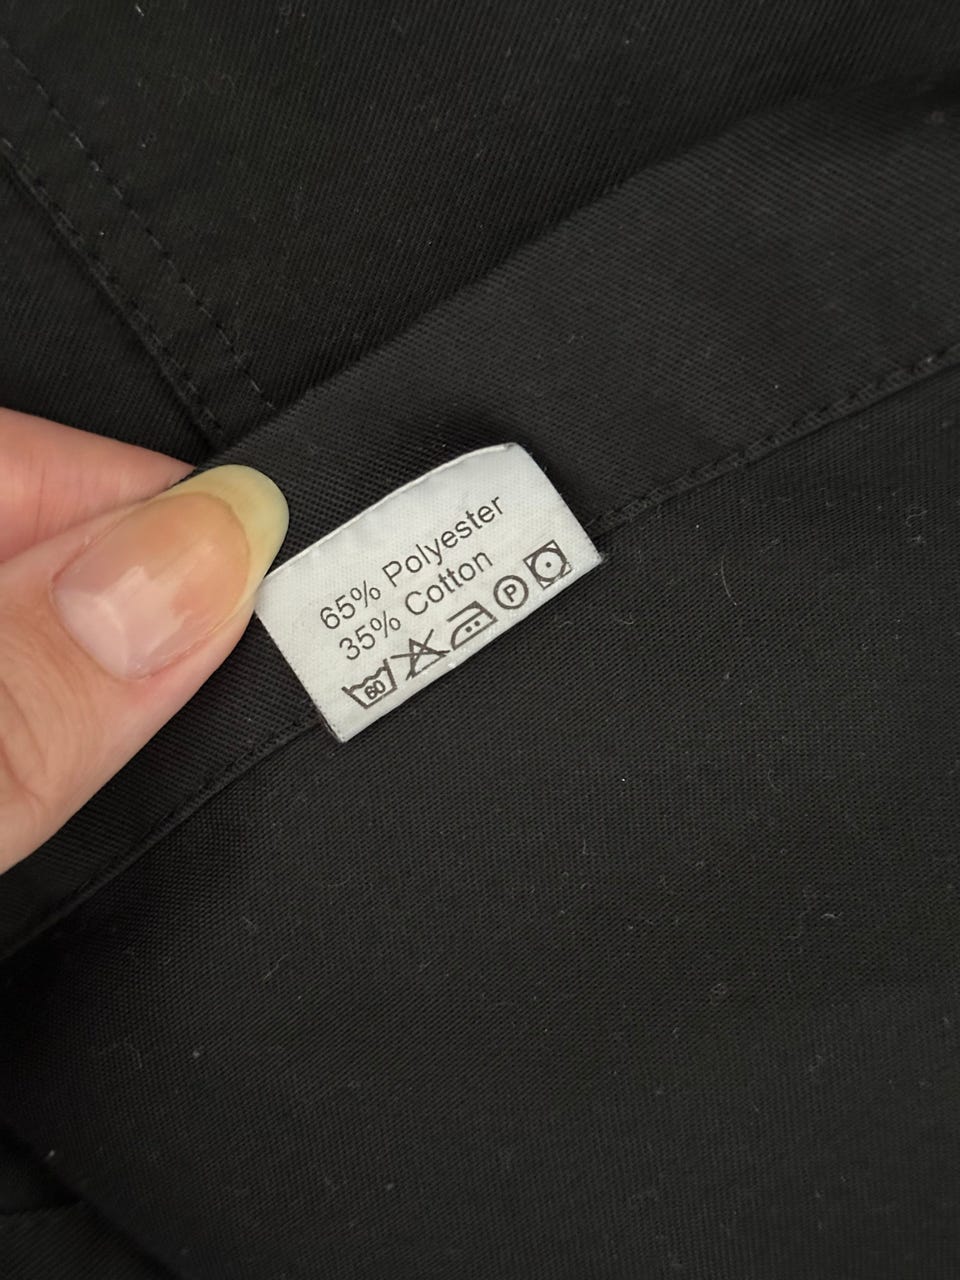 65% Polyester
35% Cotton
60 P